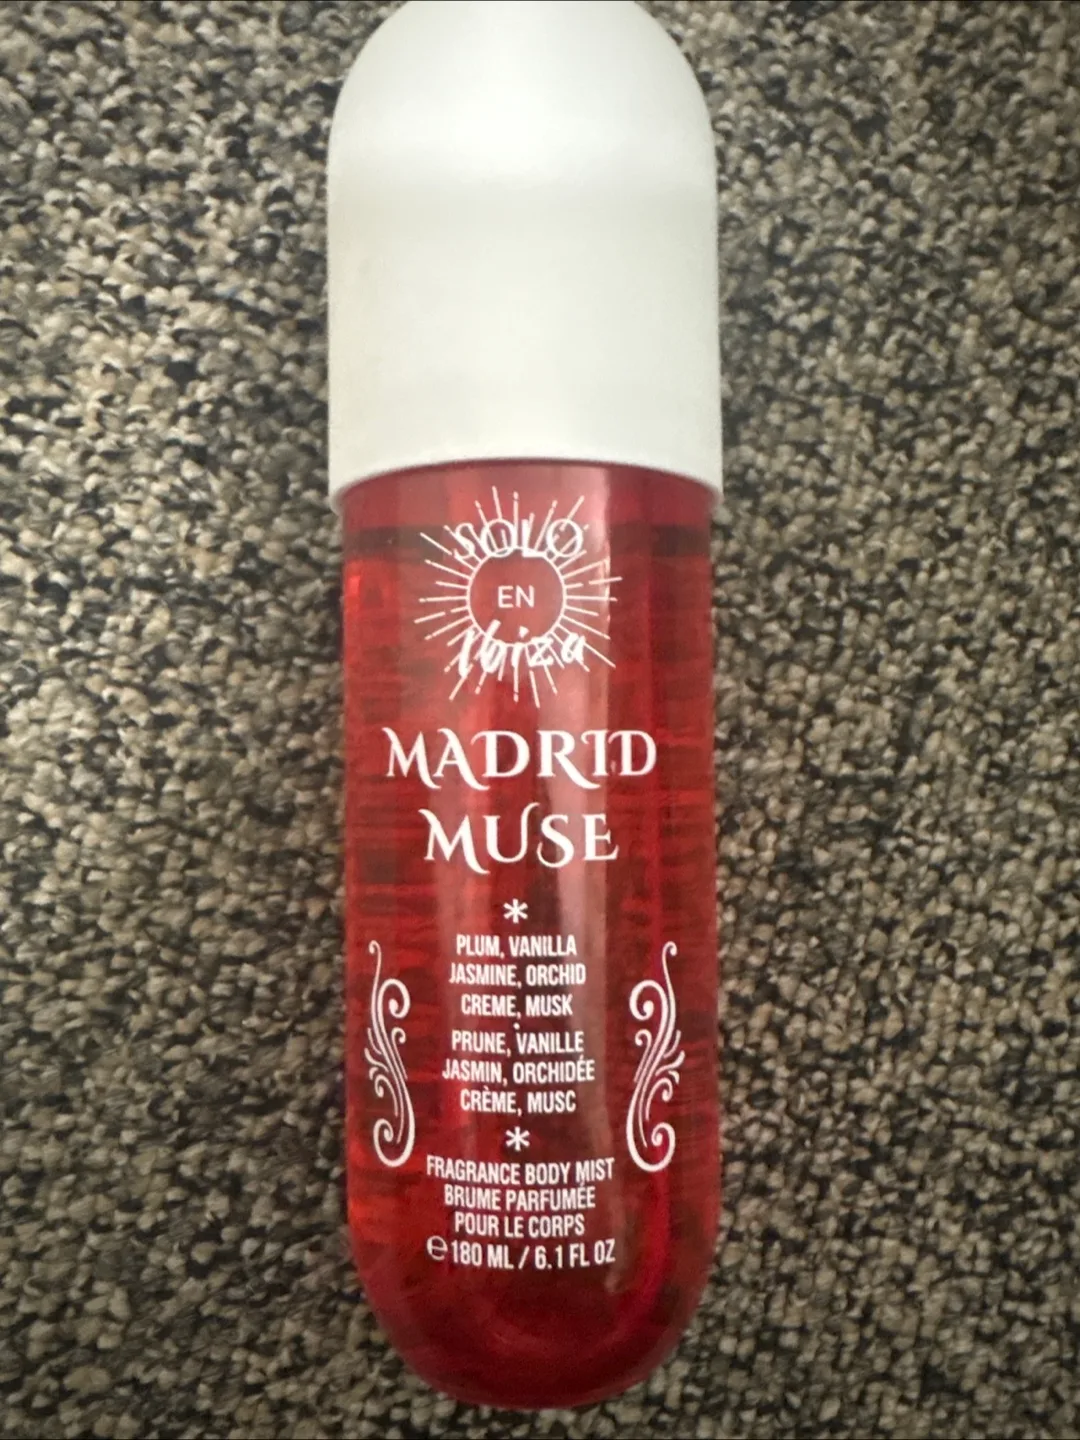 SOLO
EN
Ibiza
MADRID
MUSE
*
PLUM, VANILLA
JASMINE, ORCHID
CREME, MUSK
•
PRUNE, VANILLE
JASMIN, ORCHIDÉE
CRÈME, MUSC
*
FRAGRANCE BODY MIST
BRUME PARFUMÉE
POUR LE CORPS
℮ 180 ML / 6.1 FL OZ